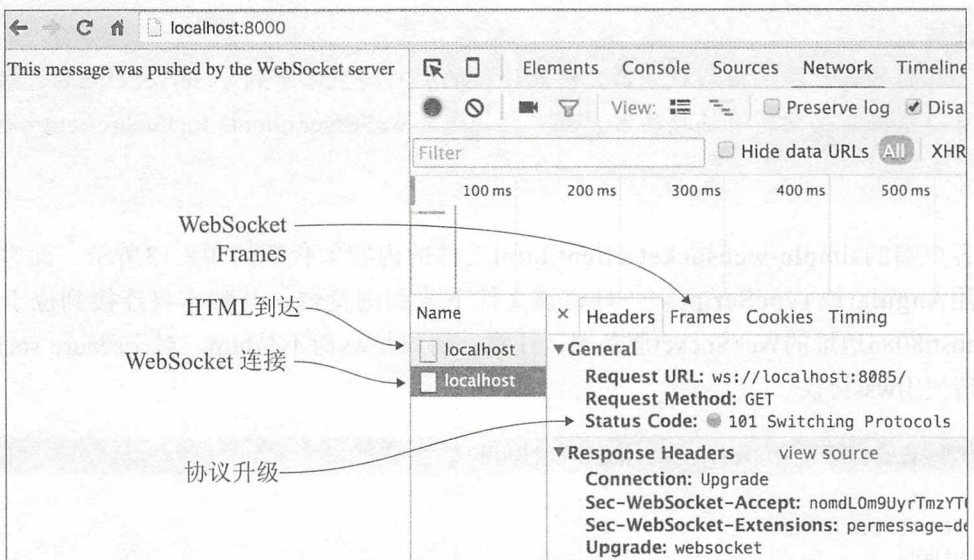 localhost:8000
This message was pushed by the WebSocket server
Elements Console Sources Network Timeline
View: Preserve log Disa
Filter Hide data URLs All XHR
100 ms 200 ms 300 ms 400 ms 500 ms
WebSocket
Frames
HTML到达
WebSocket 连接
协议升级
Name
localhost
localhost
× Headers Frames Cookies Timing
▼General
Request URL: ws://localhost:8085/
Request Method: GET
Status Code: 101 Switching Protocols
▼Response Headers view source
Connection: Upgrade
Sec-WebSocket-Accept: nomdLOm9UyrTmzYT
Sec-WebSocket-Extensions: permessage-de
Upgrade: websocket